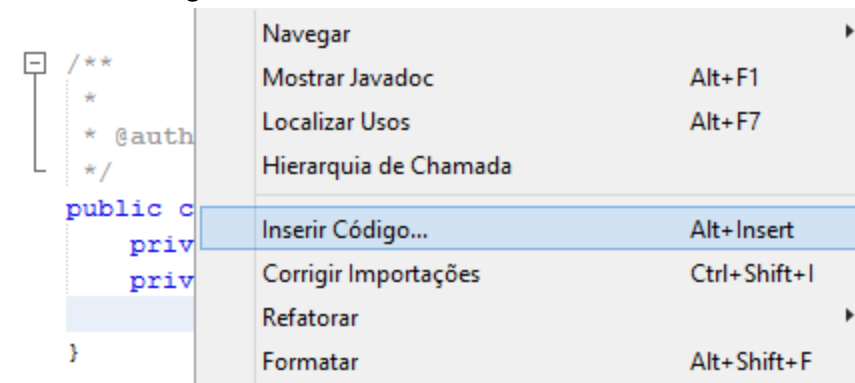 /**
*
* @auth
*/
public c
priv
priv
}
Navegar
Mostrar Javadoc Alt+F1
Localizar Usos Alt+F7
Hierarquia de Chamada
Inserir Código... Alt+Insert
Corrigir Importações Ctrl+Shift+I
Refatorar
Formatar Alt+Shift+F